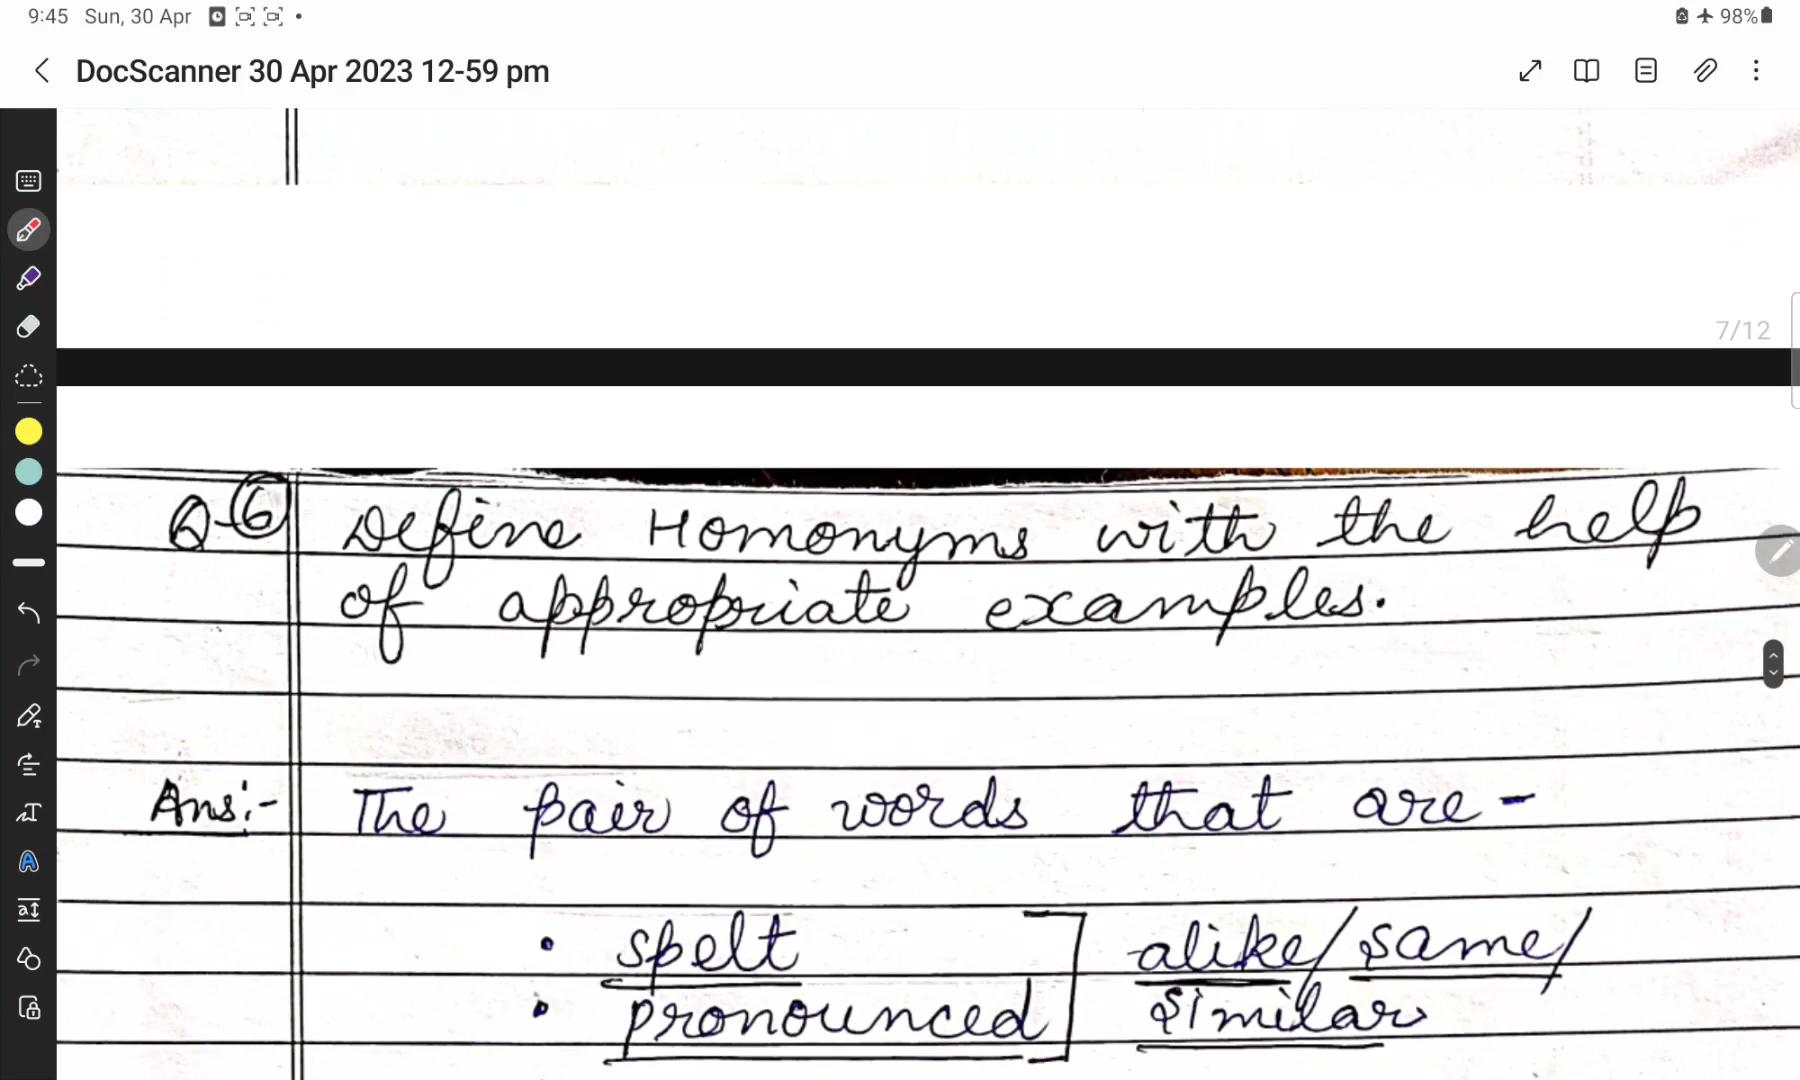 9:45 Sun, 30 Apr 98%
DocScanner 30 Apr 2023 12-59 pm
7/12
Q-6 Define Homonyms with the help
of appropriate examples.
Ans:- The pair of words that are -
• spelt alike/same/
• pronounced similar